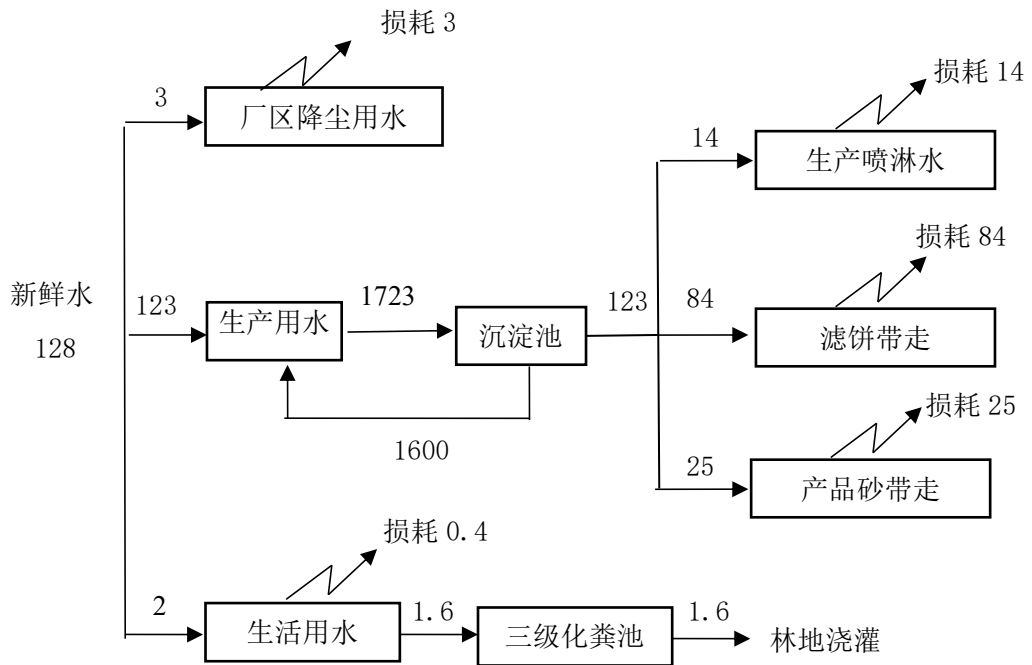 损耗 3
3
厂区降尘用水
损耗 14
14
生产喷淋水
新鲜水
128
123
生产用水
1723
沉淀池
123
损耗 84
84
滤饼带走
1600
损耗 25
25
产品砂带走
损耗 0.4
2
生活用水
1.6
三级化粪池
1.6
林地浇灌